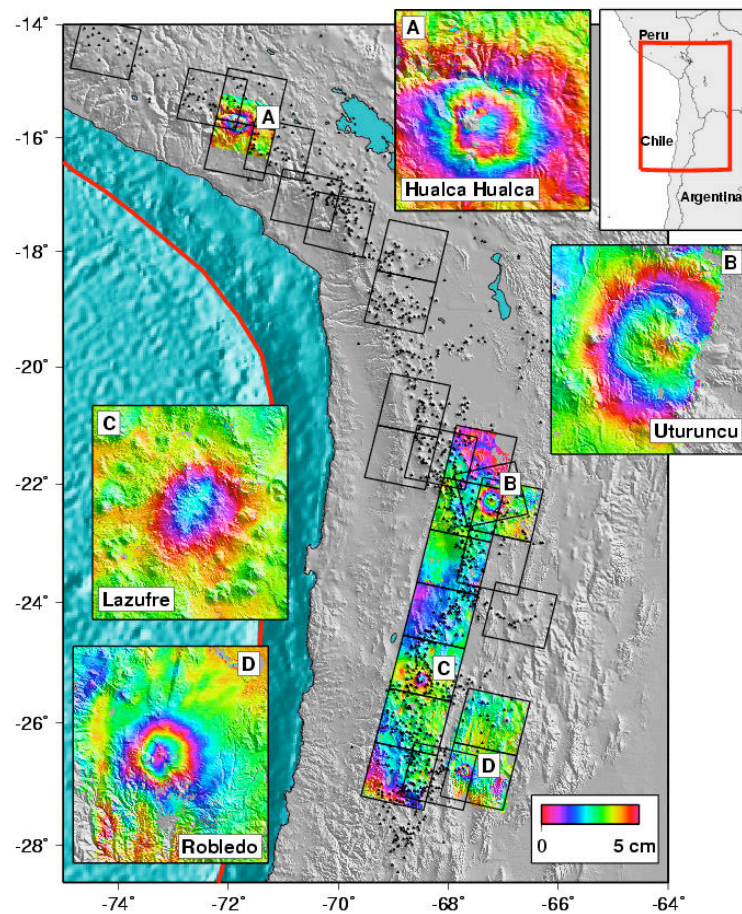 -14°
-16°
-18°
-20°
-22°
-24°
-26°
-28°
-74°
-72°
-70°
-68°
-66°
-64°
A
Hualca Hualca
Peru
Chile
Argentina
B
Uturuncu
C
Lazufre
D
Robledo
A
B
C
D
0
5 cm